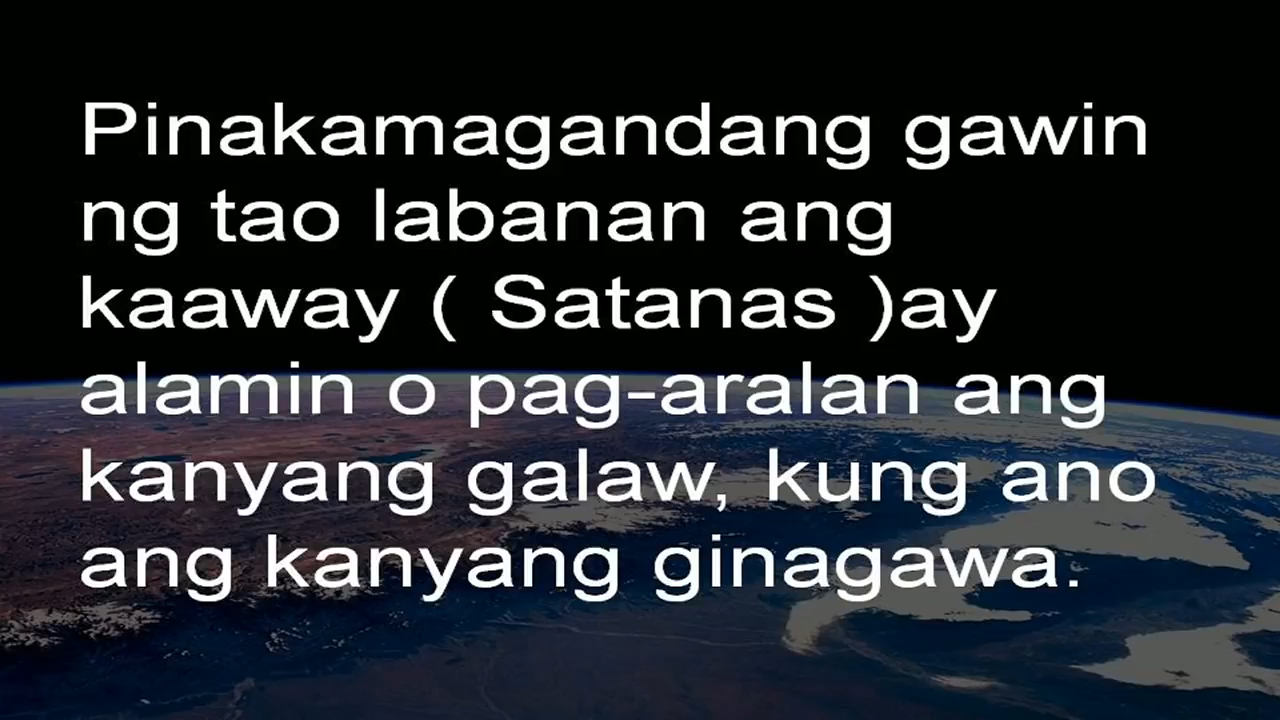 Pinakamagandang gawin
ng tao labanan ang
kaaway ( Satanas )ay
alamin o pag-aralan ang
kanyang galaw, kung ano
ang kanyang ginagawa.